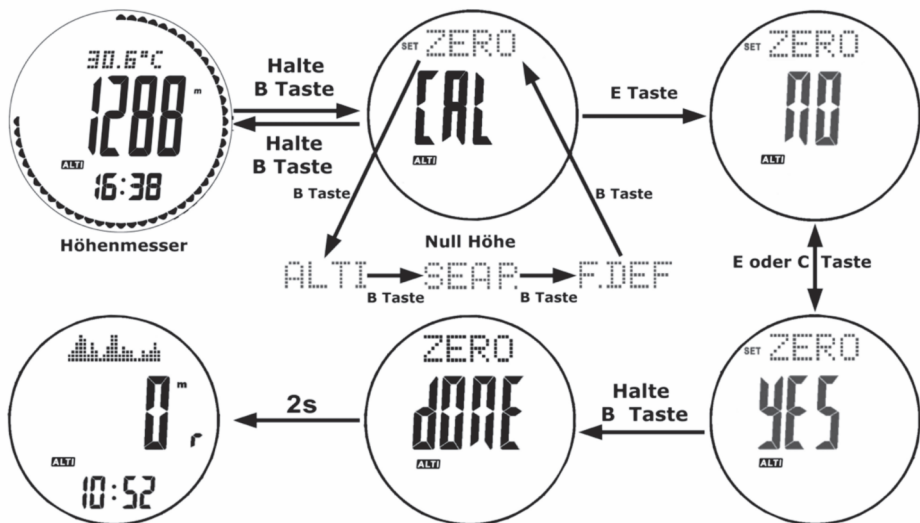 30.6°C
1288 m
ALTI
16:38
Höhenmesser
Halte
B Taste
Halte
B Taste
SET ZERO
CAL
ALTI
E Taste
SET ZERO
NO
ALTI
B Taste
B Taste
Null Höhe
ALTI
B Taste
SEA P.
B Taste
F.DEF
E oder C Taste
0 m
r
ALTI
10:52
2s
ZERO
dONE
ALTI
Halte
B Taste
SET ZERO
YES
ALTI